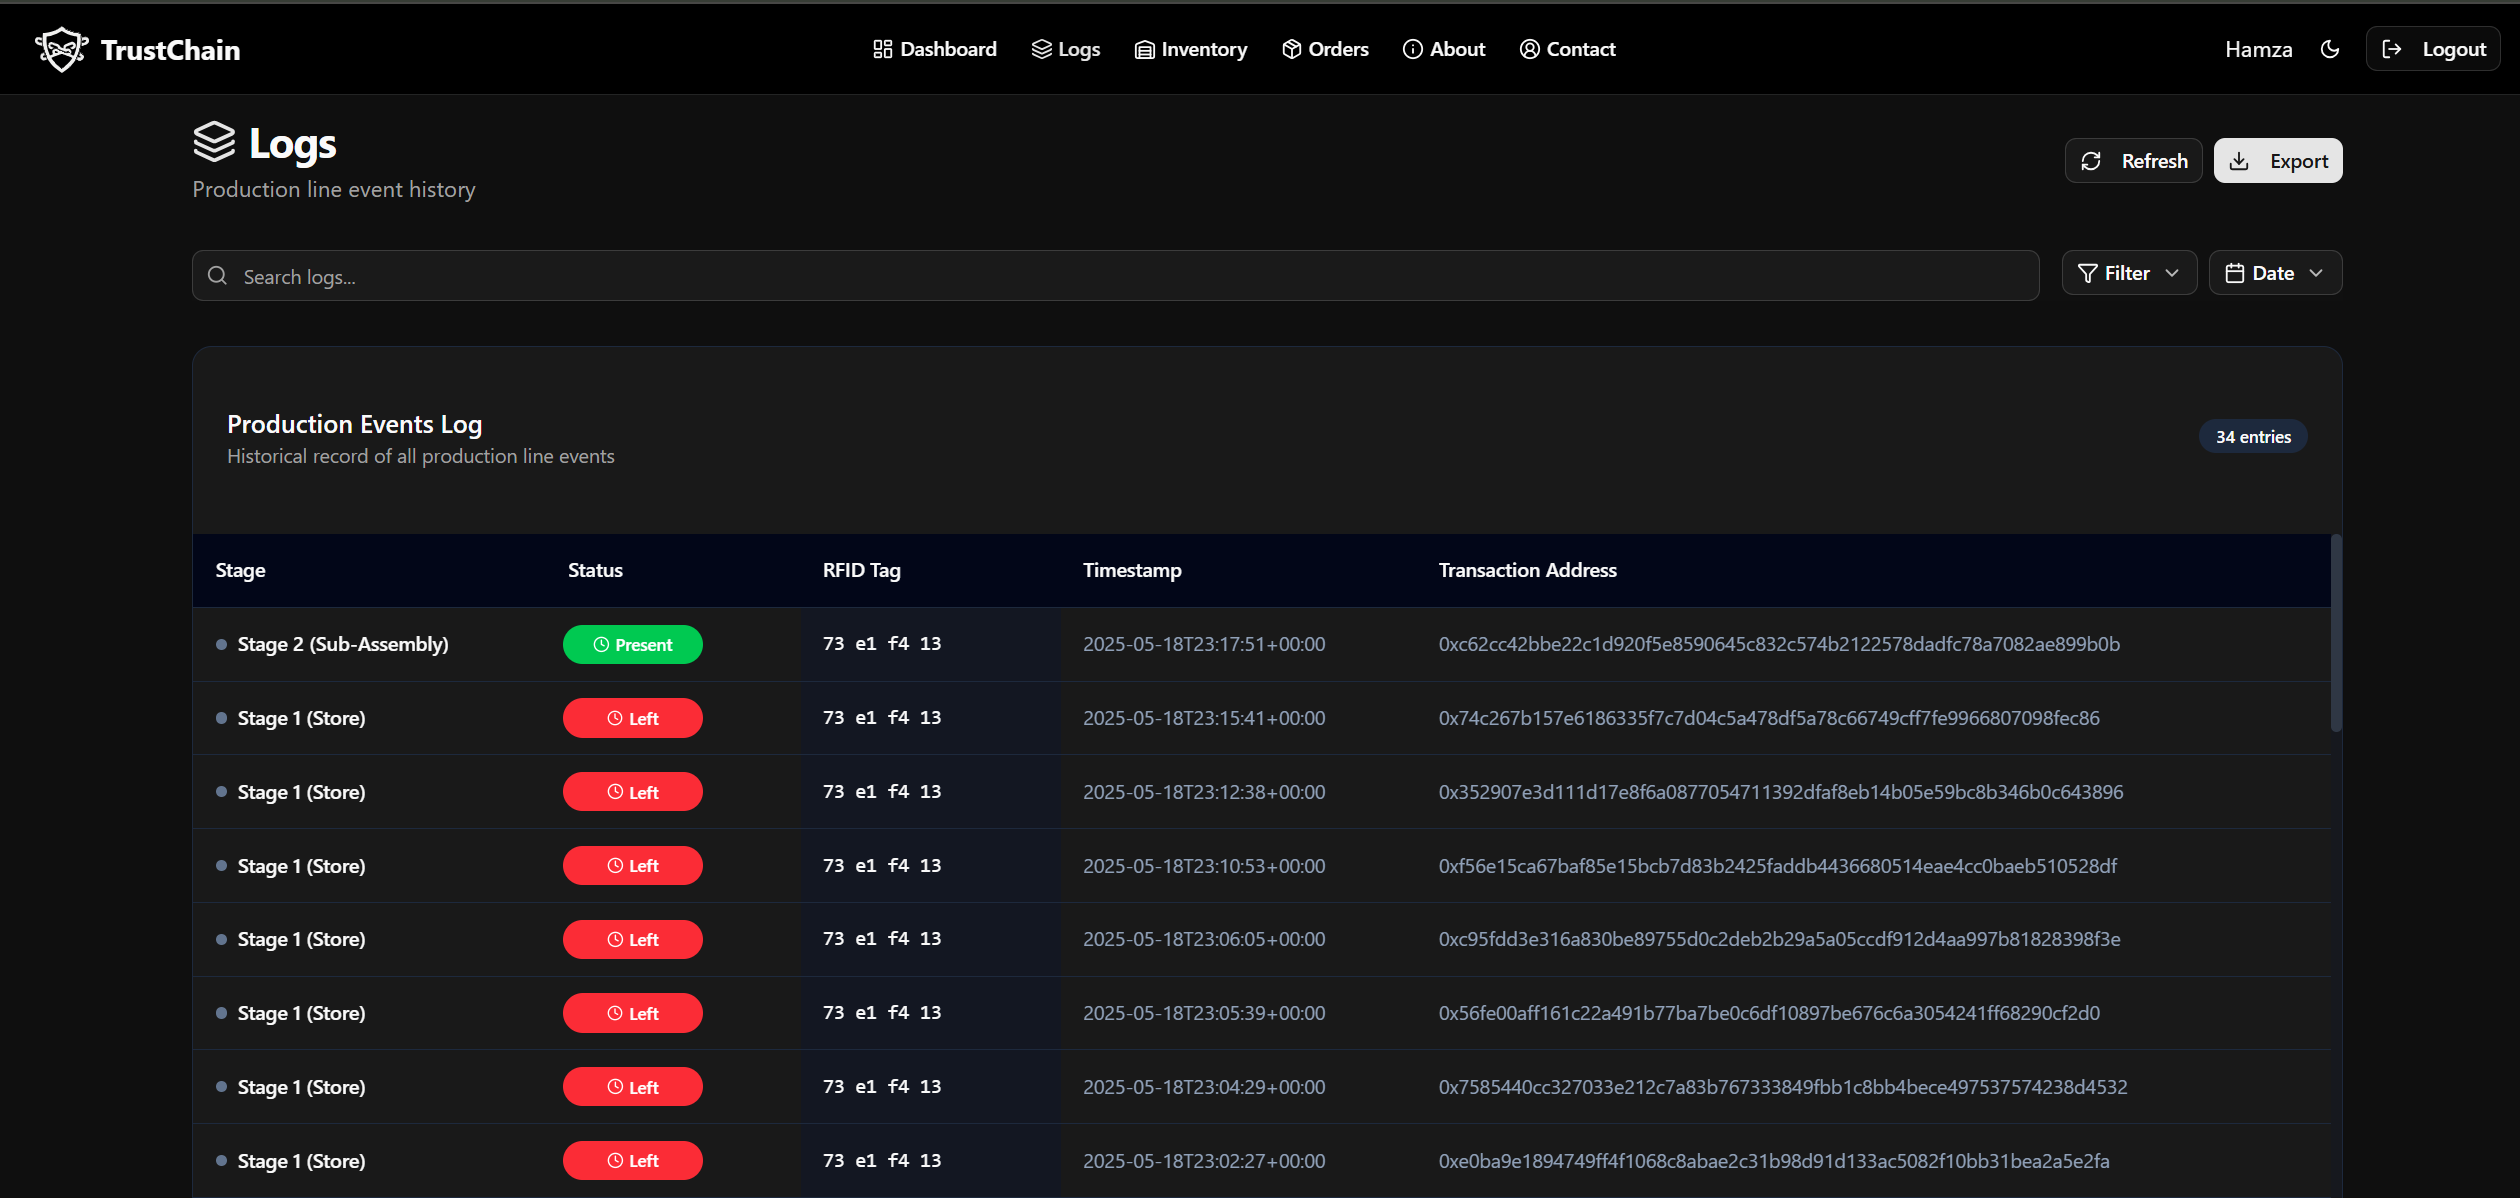 TrustChain
Dashboard Logs Inventory Orders About Contact
Hamza Logout
Logs
Production line event history
Refresh Export
Search logs...
Filter Date
Production Events Log
Historical record of all production line events
34 entries
Stage Status RFID Tag Timestamp Transaction Address
Stage 2 (Sub-Assembly) Present 73 e1 f4 13 2025-05-18T23:17:51+00:00 0xc62cc42bbe22c1d920f5e8590645c832c574b2122578dadfc78a7082ae899b0b
Stage 1 (Store) Left 73 e1 f4 13 2025-05-18T23:15:41+00:00 0x74c267b157e6186335f7c7d04c5a478df5a78c66749cff7fe9966807098fec86
Stage 1 (Store) Left 73 e1 f4 13 2025-05-18T23:12:38+00:00 0x352907e3d111d17e8f6a0877054711392dfaf8eb14b05e59bc8b346b0c643896
Stage 1 (Store) Left 73 e1 f4 13 2025-05-18T23:10:53+00:00 0xf56e15ca67baf85e15bcb7d83b2425faddb4436680514eae4cc0baeb510528df
Stage 1 (Store) Left 73 e1 f4 13 2025-05-18T23:06:05+00:00 0xc95fdd3e316a830be89755d0c2deb2b29a5a05ccdf912d4aa997b81828398f3e
Stage 1 (Store) Left 73 e1 f4 13 2025-05-18T23:05:39+00:00 0x56fe00aff161c22a491b77ba7be0c6df10897be676c6a3054241ff68290cf2d0
Stage 1 (Store) Left 73 e1 f4 13 2025-05-18T23:04:29+00:00 0x7585440cc327033e212c7a83b767333849fbb1c8bb4bece497537574238d4532
Stage 1 (Store) Left 73 e1 f4 13 2025-05-18T23:02:27+00:00 0xe0ba9e1894749ff4f1068c8abae2c31b98d91d133ac5082f10bb31bea2a5e2fa